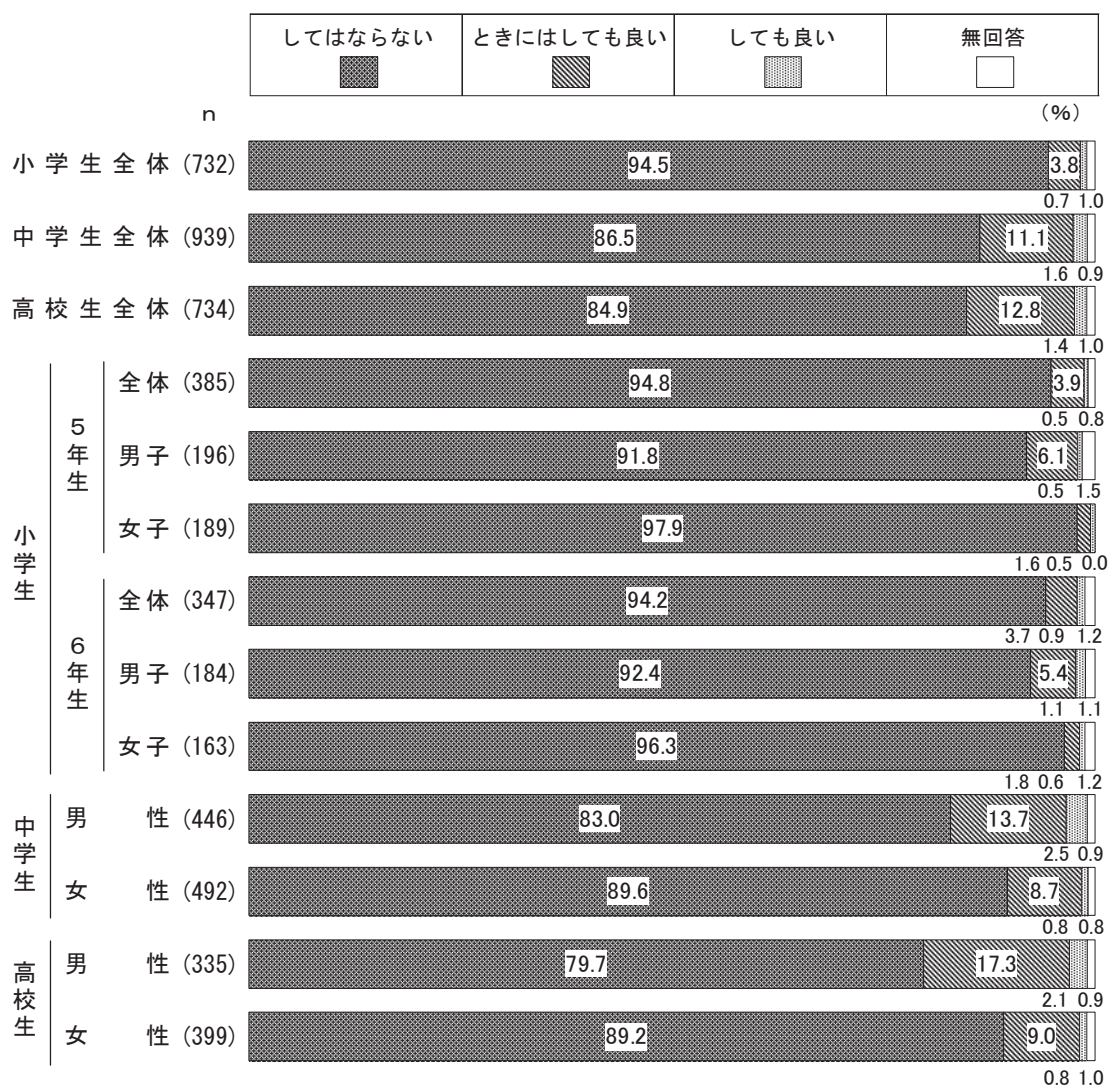 してはならない ときにはしても良い しても良い 無回答
n (%)
小学生全体 (732) 94.5 3.8
0.7 1.0
中学生全体 (939) 86.5 11.1
1.6 0.9
高校生全体 (734) 84.9 12.8
1.4 1.0
小学生
5年生
全体 (385) 94.8 3.9
0.5 0.8
男子 (196) 91.8 6.1
0.5 1.5
女子 (189) 97.9
1.6 0.5 0.0
6年生
全体 (347) 94.2
3.7 0.9 1.2
男子 (184) 92.4 5.4
1.1 1.1
女子 (163) 96.3
1.8 0.6 1.2
中学生
男性 (446) 83.0 13.7
2.5 0.9
女性 (492) 89.6 8.7
0.8 0.8
高校生
男性 (335) 79.7 17.3
2.1 0.9
女性 (399) 89.2 9.0
0.8 1.0